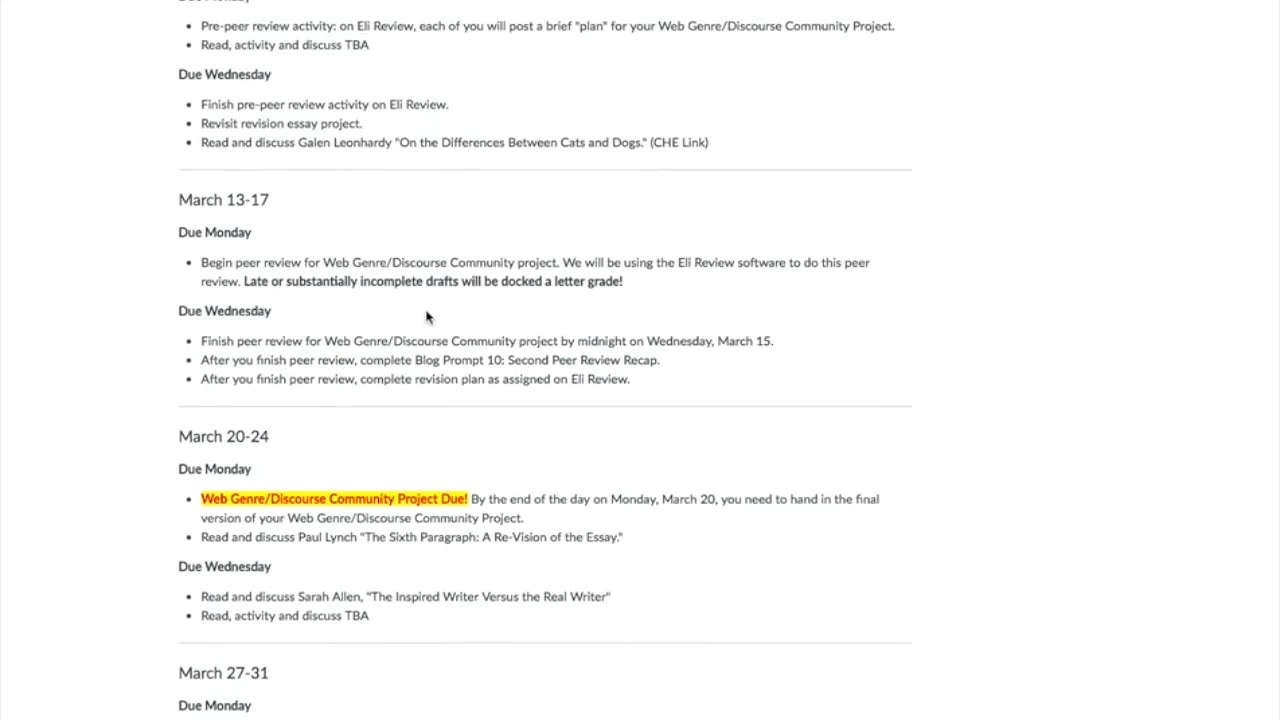 Pre-peer review activity: on Eli Review, each of you will post a brief "plan" for your Web Genre/Discourse Community Project.
Read, activity and discuss TBA
Due Wednesday
Finish pre-peer review activity on Eli Review.
Revisit revision essay project.
Read and discuss Galen Leonhardy "On the Differences Between Cats and Dogs." (CHE Link)
March 13-17
Due Monday
Begin peer review for Web Genre/Discourse Community project. We will be using the Eli Review software to do this peer
review. Late or substantially incomplete drafts will be docked a letter grade!
Due Wednesday
Finish peer review for Web Genre/Discourse Community project by midnight on Wednesday, March 15.
After you finish peer review, complete Blog Prompt 10: Second Peer Review Recap.
After you finish peer review, complete revision plan as assigned on Eli Review.
March 20-24
Due Monday
Web Genre/Discourse Community Project Due! By the end of the day on Monday, March 20, you need to hand in the final
version of your Web Genre/Discourse Community Project.
Read and discuss Paul Lynch "The Sixth Paragraph: A Re-Vision of the Essay."
Due Wednesday
Read and discuss Sarah Allen, "The Inspired Writer Versus the Real Writer"
Read, activity and discuss TBA
March 27-31
Due Monday